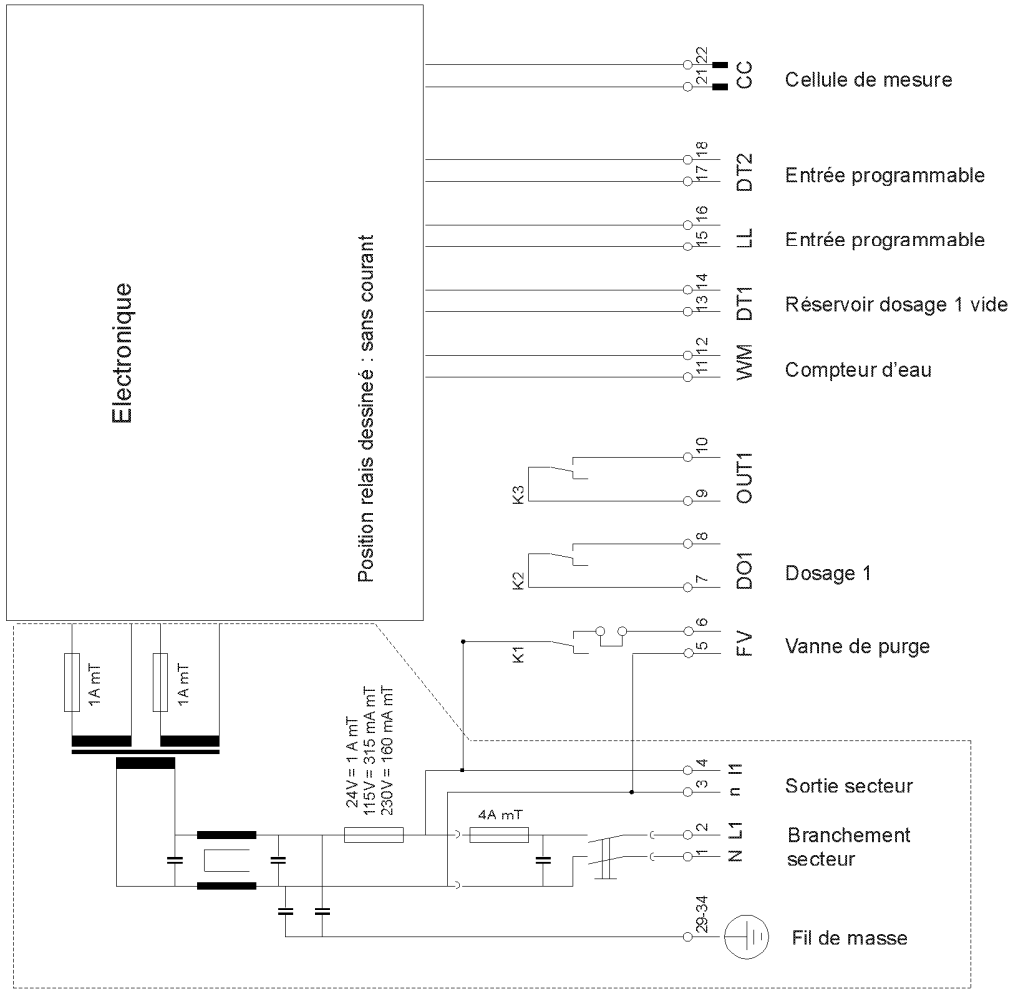 Electronique
Position relais dessineé : sans courant
22
21
CC
Cellule de mesure
18
17
DT2
Entrée programmable
16
15
LL
Entrée programmable
14
13
DT1
Réservoir dosage 1 vide
12
11
WM
Compteur d'eau
10
9
OUT1
K3
8
7
DO1
K2
Dosage 1
6
5
FV
K1
Vanne de purge
1A mT
1A mT
24V = 1 A mT
115V = 315 mA mT
230V = 160 mA mT
4
3
l1
n
Sortie secteur
4A mT
2
1
L1
N
Branchement
secteur
29-34
Fil de masse